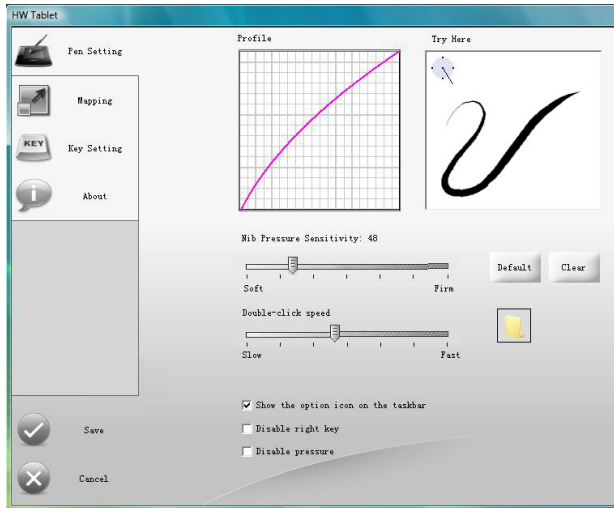 HW Tablet
Pen Setting
Mapping
KEY
Key Setting
i
About
Save
Cancel
Profile
Try Here
Nib Pressure Sensitivity: 48
Soft Firm
Default Clear
Double-click speed
Slow Fast
Show the option icon on the taskbar
Disable right key
Disable pressure